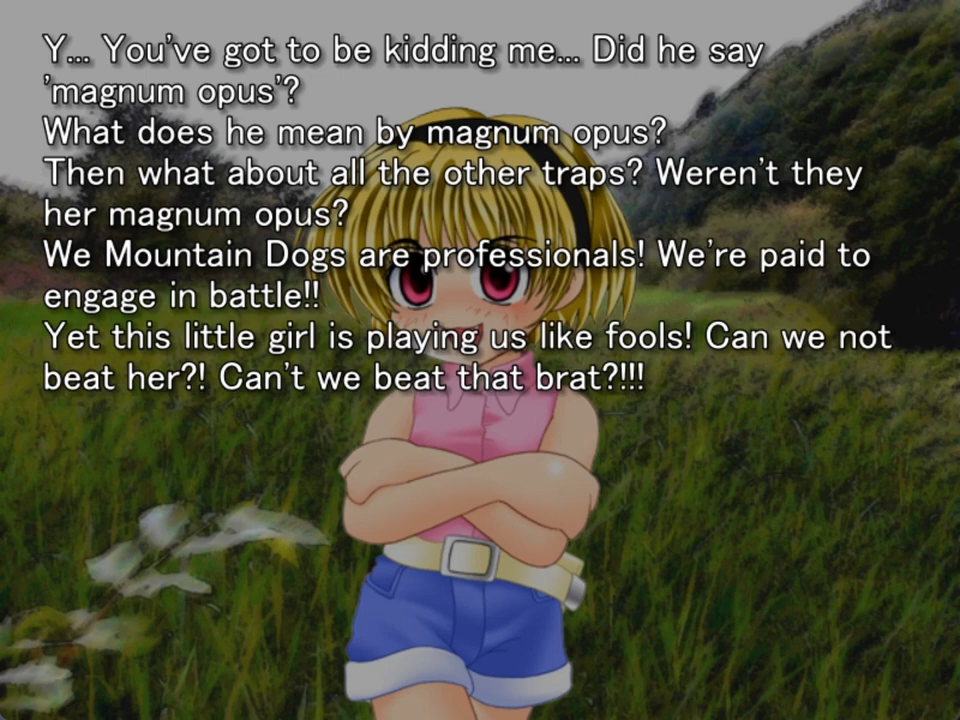 Y... You've got to be kidding me... Did he say
'magnum opus'?
What does he mean by magnum opus?
Then what about all the other traps? Weren't they
her magnum opus?
We Mountain Dogs are professionals! We're paid to
engage in battle!!
Yet this little girl is playing us like fools! Can we not
beat her?! Can't we beat that brat?!!!